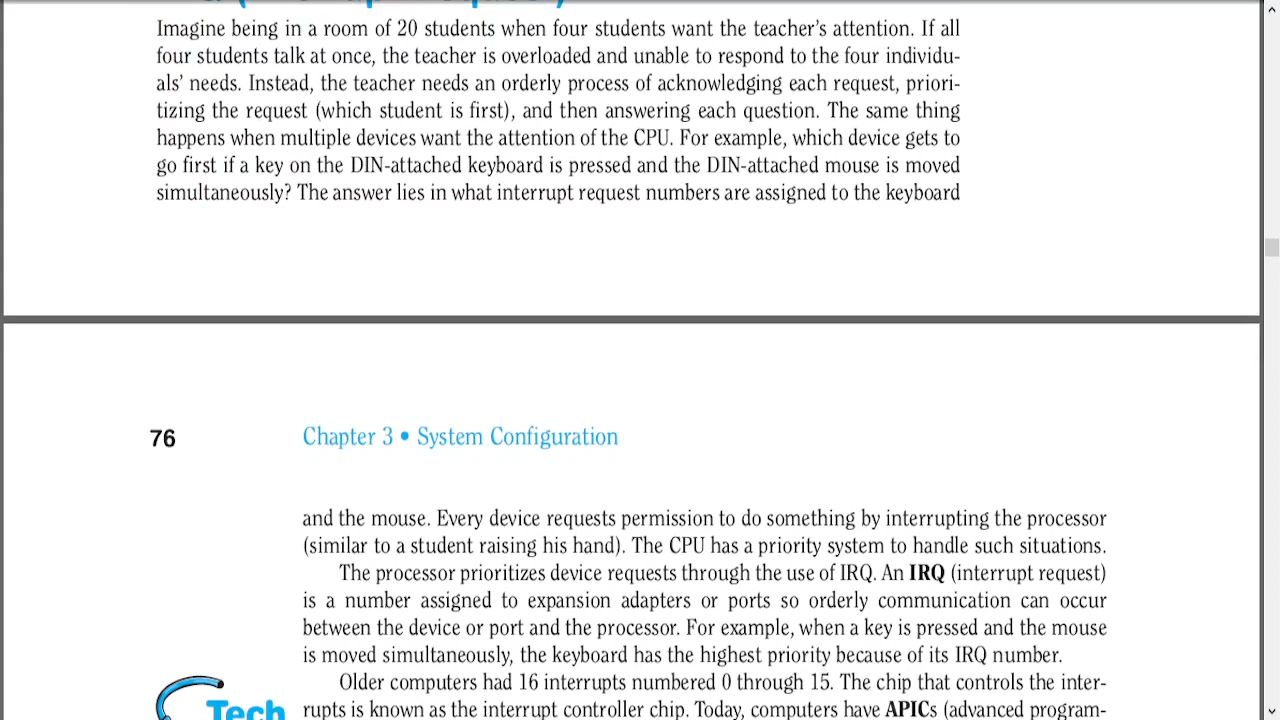 Imagine being in a room of 20 students when four students want the teacher's attention. If all
four students talk at once, the teacher is overloaded and unable to respond to the four individu-
als' needs. Instead, the teacher needs an orderly process of acknowledging each request, priori-
tizing the request (which student is first), and then answering each question. The same thing
happens when multiple devices want the attention of the CPU. For example, which device gets to
go first if a key on the DIN-attached keyboard is pressed and the DIN-attached mouse is moved
simultaneously? The answer lies in what interrupt request numbers are assigned to the keyboard
76 Chapter 3 • System Configuration
and the mouse. Every device requests permission to do something by interrupting the processor
(similar to a student raising his hand). The CPU has a priority system to handle such situations.
The processor prioritizes device requests through the use of IRQ. An IRQ (interrupt request)
is a number assigned to expansion adapters or ports so orderly communication can occur
between the device or port and the processor. For example, when a key is pressed and the mouse
is moved simultaneously, the keyboard has the highest priority because of its IRQ number.
Older computers had 16 interrupts numbered 0 through 15. The chip that controls the inter-
Tech rupts is known as the interrupt controller chip. Today, computers have APICs (advanced program-